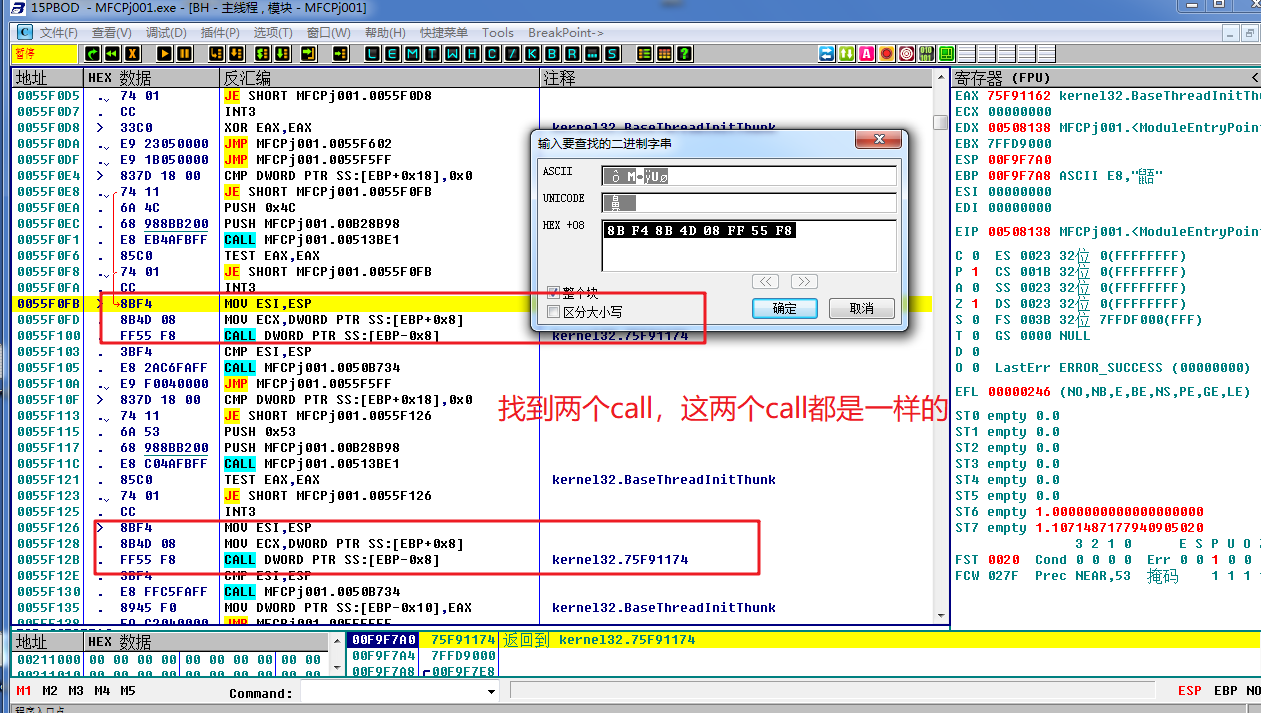 15PBOD - MFCPj001.exe - [BH - 主线程, 模块 - MFCPj001]
文件(F) 查看(V) 调试(D) 插件(P) 选项(T) 窗口(W) 帮助(H) 快捷菜单 Tools BreakPoint->
暂停 L E M T W H C / K B R ... S ?
地址 HEX 数据 反汇编 注释 寄存器 (FPU) <
0055F0D5 .⌄ 74 01 JE SHORT MFCPj001.0055F0D8
0055F0D7 . CC INT3
0055F0D8 > 33C0 XOR EAX,EAX kernel32.BaseThreadInitThunk
0055F0DA .⌄ E9 23050000 JMP MFCPj001.0055F602
0055F0DF .⌄ E9 1B050000 JMP MFCPj001.0055F5FF
0055F0E4 > 837D 18 00 CMP DWORD PTR SS:[EBP+0x18],0x0
0055F0E8 .⌄ 74 11 JE SHORT MFCPj001.0055F0FB
0055F0EA . 6A 4C PUSH 0x4C
0055F0EC . 68 988BB200 PUSH MFCPj001.00B28B98
0055F0F1 . E8 EB4AFBFF CALL MFCPj001.00513BE1
0055F0F6 . 85C0 TEST EAX,EAX
0055F0F8 .⌄ 74 01 JE SHORT MFCPj001.0055F0FB
0055F0FA . CC INT3
0055F0FB > 8BF4 MOV ESI,ESP
0055F0FD . 8B4D 08 MOV ECX,DWORD PTR SS:[EBP+0x8]
0055F100 . FF55 F8 CALL DWORD PTR SS:[EBP-0x8] kernel32.75F91174
0055F103 . 3BF4 CMP ESI,ESP
0055F105 . E8 2AC6FAFF CALL MFCPj001.0050B734
0055F10A .⌄ E9 F0040000 JMP MFCPj001.0055F5FF
0055F10F > 837D 18 00 CMP DWORD PTR SS:[EBP+0x18],0x0
0055F113 .⌄ 74 11 JE SHORT MFCPj001.0055F126
0055F115 . 6A 53 PUSH 0x53
0055F117 . 68 988BB200 PUSH MFCPj001.00B28B98
0055F11C . E8 C04AFBFF CALL MFCPj001.00513BE1
0055F121 . 85C0 TEST EAX,EAX kernel32.BaseThreadInitThunk
0055F123 .⌄ 74 01 JE SHORT MFCPj001.0055F126
0055F125 . CC INT3
0055F126 > 8BF4 MOV ESI,ESP
0055F128 . 8B4D 08 MOV ECX,DWORD PTR SS:[EBP+0x8]
0055F12B . FF55 F8 CALL DWORD PTR SS:[EBP-0x8] kernel32.75F91174
0055F12E . 3BF4 CMP ESI,ESP
0055F130 . E8 FFC5FAFF CALL MFCPj001.0050B734
0055F135 . 8945 F0 MOV DWORD PTR SS:[EBP-0x10],EAX kernel32.BaseThreadInitThunk
输入要查找的二进制字串
ASCII ô M•ÿUø
UNICODE
HEX +08 8B F4 8B 4D 08 FF 55 F8
<< >>
整个块
区分大小写
确定 取消
找到两个call，这两个call都是一样的
EAX 75F91162 kernel32.BaseThreadInitThu
ECX 00000000
EDX 00508138 MFCPj001.<ModuleEntryPoin
EBX 7FFD9000
ESP 00F9F7A0
EBP 00F9F7A8 ASCII E8,"
ESI 00000000
EDI 00000000
EIP 00508138 MFCPj001.<ModuleEntryPoin
C 0 ES 0023 32位 0(FFFFFFFF)
P 1 CS 001B 32位 0(FFFFFFFF)
A 0 SS 0023 32位 0(FFFFFFFF)
Z 1 DS 0023 32位 0(FFFFFFFF)
S 0 FS 003B 32位 7FFDF000(FFF)
T 0 GS 0000 NULL
D 0
O 0 LastErr ERROR_SUCCESS (00000000)
EFL 00000246 (NO,NB,E,BE,NS,PE,GE,LE)
ST0 empty 0.0
ST1 empty 0.0
ST2 empty 0.0
ST3 empty 0.0
ST4 empty 0.0
ST5 empty 0.0
ST6 empty 1.0000000000000000000
ST7 empty 1.1071487177940905020
3 2 1 0 E S P U O Z
FST 0020 Cond 0 0 0 0 Err 0 0 1 0 0
FCW 027F Prec NEAR,53 掩码 1 1 1 1
地址 HEX 数据
00211000 00 00 00 00 00 00 00 00 00 00
00F9F7A0 75F91174 返回到 kernel32.75F91174
00F9F7A4 7FFD9000
00F9F7A8 00F9F7E8
M1 M2 M3 M4 M5 Command: ESP EBP NO
程序入口点